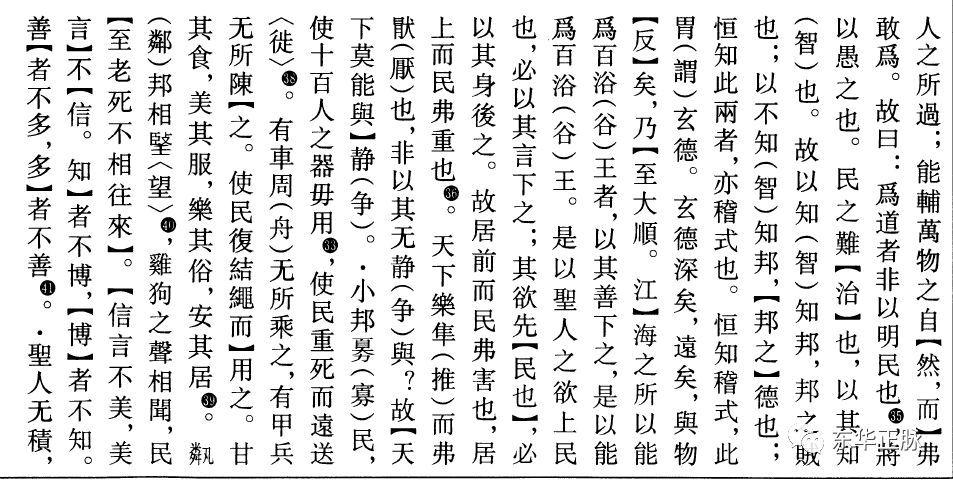 人之所過；能輔萬物之自【然，而】弗
敢爲。故曰：爲道者非以明民也㉟，將
以愚之也。民之難【治】也，以其知
（智）也。故以知（智）知邦，邦之賊
也；以不知（智）知邦，【邦之】德也；
恒知此兩者，亦稽式也。恒知稽式，此
胃（謂）玄德。玄德深矣，遠矣，與物
【反】矣，乃【至大順。江】海之所以能
爲百浴（谷）王者，以其善下之，是以能
爲百浴（谷）王。是以聖人之欲上民
也，必以其言下之；其欲先【民也】，必
以其身後之。故居前而民弗害也，居
上而民弗重也㊱。天下樂隼（推）而弗
猒（厭）也，非以其无静（争）與？故【天
下莫能與】静（争）。·小邦（寡）民，
使十百人之器毋用，使民重死而遠送
〈徙〉㊳。有車周（舟）无所乘之，有甲兵
无所陳【之。使民復結繩而】用之。甘
其食，美其服，樂其俗，安其居㊴。
（鄰）邦相〈望〉㊵，雞狗之聲相聞，民
【至老死不相往來】。【信言不美，美
言】不【信。知】者不博，【博】者不知。
善【者不多，多】者不善㊶。·聖人无積，
东华正脉